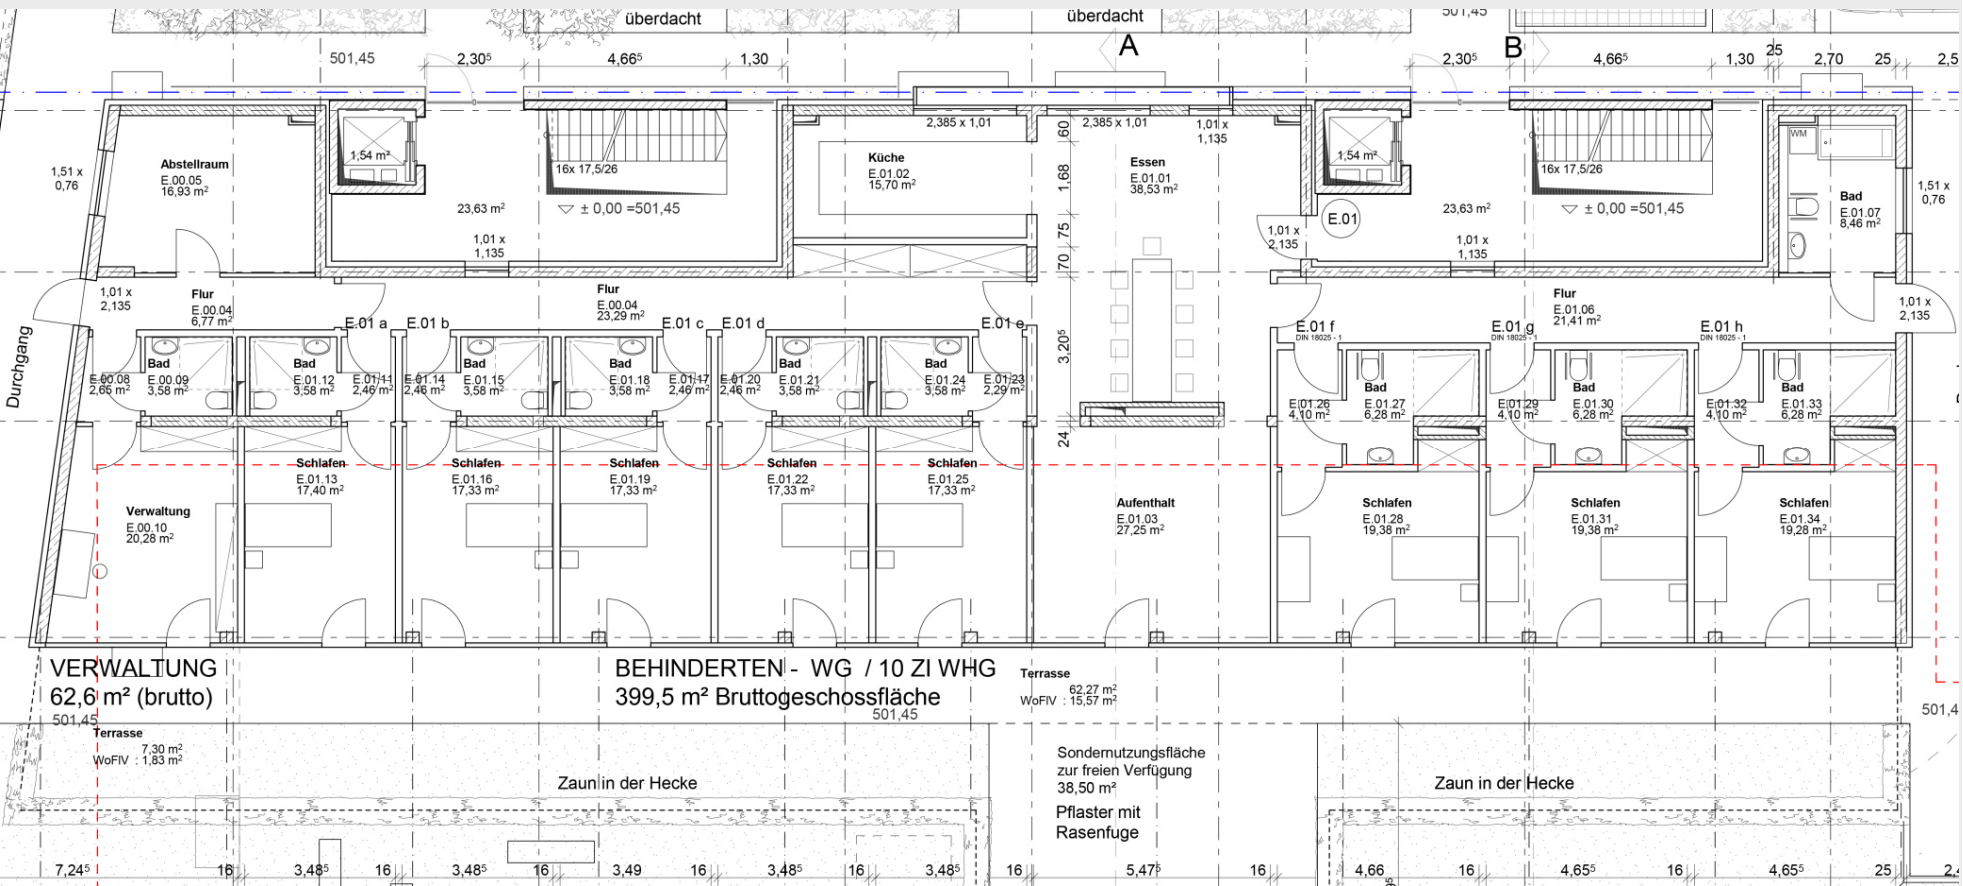 überdacht
überdacht
501,45
501,45
2,30⁵
4,66⁵
1,30
A
2,30⁵
B
4,66⁵
1,30
25
2,70
25
2,5
1,51 x
0,76
Abstellraum
E.00.05
16,93 m²
1,54 m²
16x 17,5/26
23,63 m²
± 0,00 =501,45
1,01 x
1,135
Küche
E.01.02
15,70 m²
2,385 x 1,01
2,385 x 1,01
1,01 x
1,135
60
1,68
75
70
3,20⁵
24
Essen
E.01.01
38,53 m²
1,01 x
2,135
E.01
1,54 m²
16x 17,5/26
23,63 m²
± 0,00 =501,45
1,01 x
1,135
WM
Bad
E.01.07
8,46 m²
1,51 x
0,76
1,01 x
2,135
Durchgang
1,01 x
2,135
Flur
E.00.04
6,77 m²
Flur
E.00.04
23,29 m²
Flur
E.01.06
21,41 m²
E.01 a
E.01 b
E.01 c
E.01 d
E.01 e
E.01 f
DIN 18025 - 1
E.01 g
DIN 18025 - 1
E.01 h
DIN 18025 - 1
E.00.08
2,65 m²
Bad
E.00.09
3,58 m²
Bad
E.01.12
3,58 m²
E.01.11
2,46 m²
E.01.14
2,46 m²
Bad
E.01.15
3,58 m²
Bad
E.01.18
3,58 m²
E.01.17
2,46 m²
E.01.20
2,46 m²
Bad
E.01.21
3,58 m²
Bad
E.01.24
3,58 m²
E.01.23
2,29 m²
E.01.26
4,10 m²
Bad
E.01.27
6,28 m²
E.01.29
4,10 m²
Bad
E.01.30
6,28 m²
E.01.32
4,10 m²
Bad
E.01.33
6,28 m²
Verwaltung
E.00.10
20,28 m²
Schlafen
E.01.13
17,40 m²
Schlafen
E.01.16
17,33 m²
Schlafen
E.01.19
17,33 m²
Schlafen
E.01.22
17,33 m²
Schlafen
E.01.25
17,33 m²
Aufenthalt
E.01.03
27,25 m²
Schlafen
E.01.28
19,38 m²
Schlafen
E.01.31
19,38 m²
Schlafen
E.01.34
19,28 m²
VERWALTUNG
62,6 m² (brutto)
BEHINDERTEN - WG / 10 ZI WHG
399,5 m² Bruttogeschossfläche
Terrasse
62,27 m²
WoFlV : 15,57 m²
501,45
501,45
501,4
Terrasse
7,30 m²
WoFlV : 1,83 m²
Zaun in der Hecke
Sondernutzungsfläche
zur freien Verfügung
38,50 m²
Pflaster mit
Rasenfuge
Zaun in der Hecke
7,24⁵
16
3,48⁵
16
3,48⁵
16
3,49
16
3,48⁵
16
3,48⁵
16
5,47⁵
16
4,66
16
4,65⁵
16
4,65⁵
25